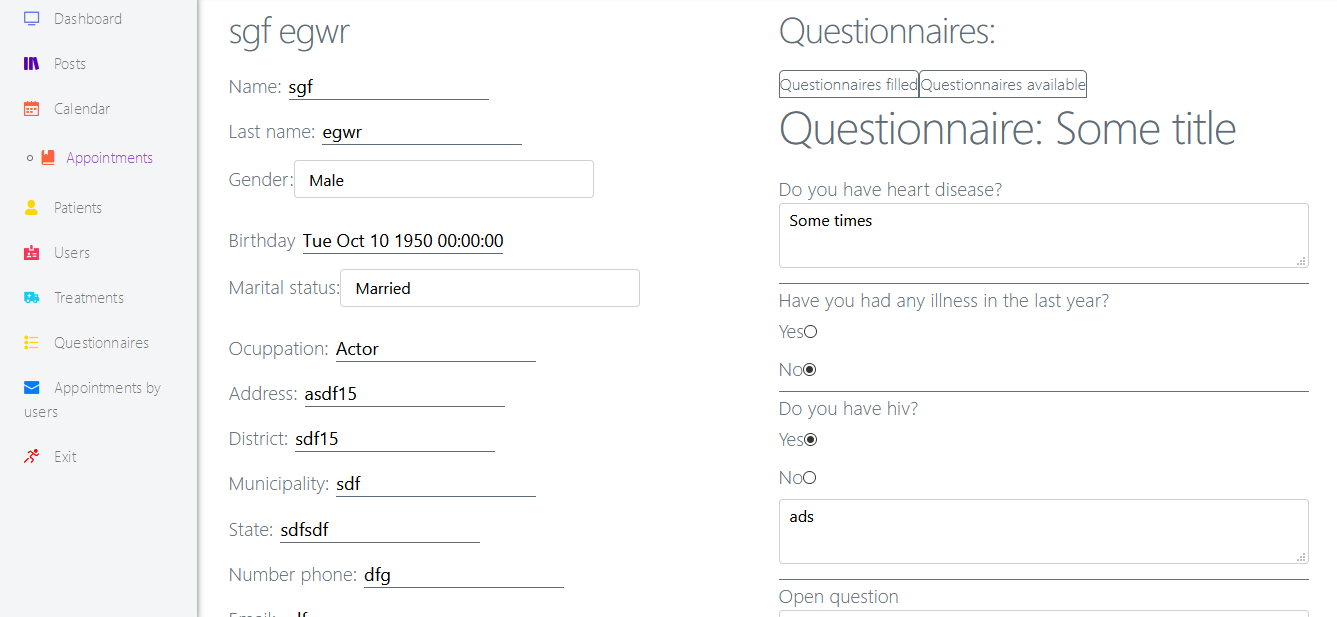 Dashboard
Posts
Calendar
Appointments
Patients
Users
Treatments
Questionnaires
Appointments by
users
Exit
sgf egwr
Name: sgf
Last name: egwr
Gender: Male
Birthday Tue Oct 10 1950 00:00:00
Marital status: Married
Ocuppation: Actor
Address: asdf15
District: sdf15
Municipality: sdf
State: sdfsdf
Number phone: dfg
Questionnaires:
Questionnaires filled Questionnaires available
Questionnaire: Some title
Do you have heart disease?
Some times
Have you had any illness in the last year?
Yes
No
Do you have hiv?
Yes
No
ads
Open question